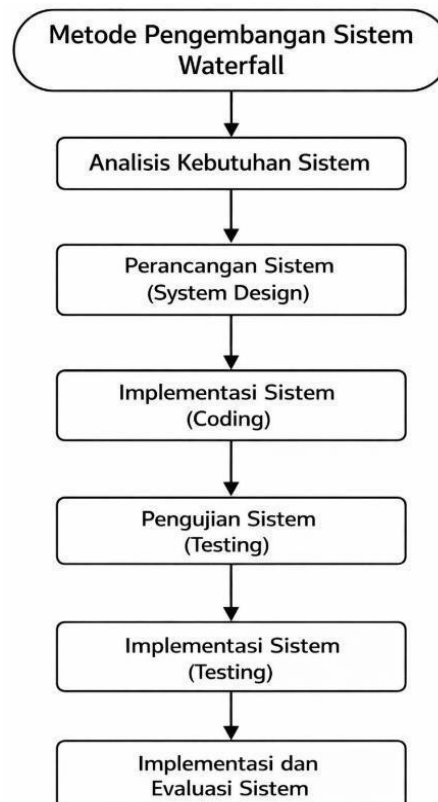 Metode Pengembangan Sistem
Waterfall
Analisis Kebutuhan Sistem
Perancangan Sistem
(System Design)
Implementasi Sistem
(Coding)
Pengujian Sistem
(Testing)
Implementasi Sistem
(Testing)
Implementasi dan
Evaluasi Sistem